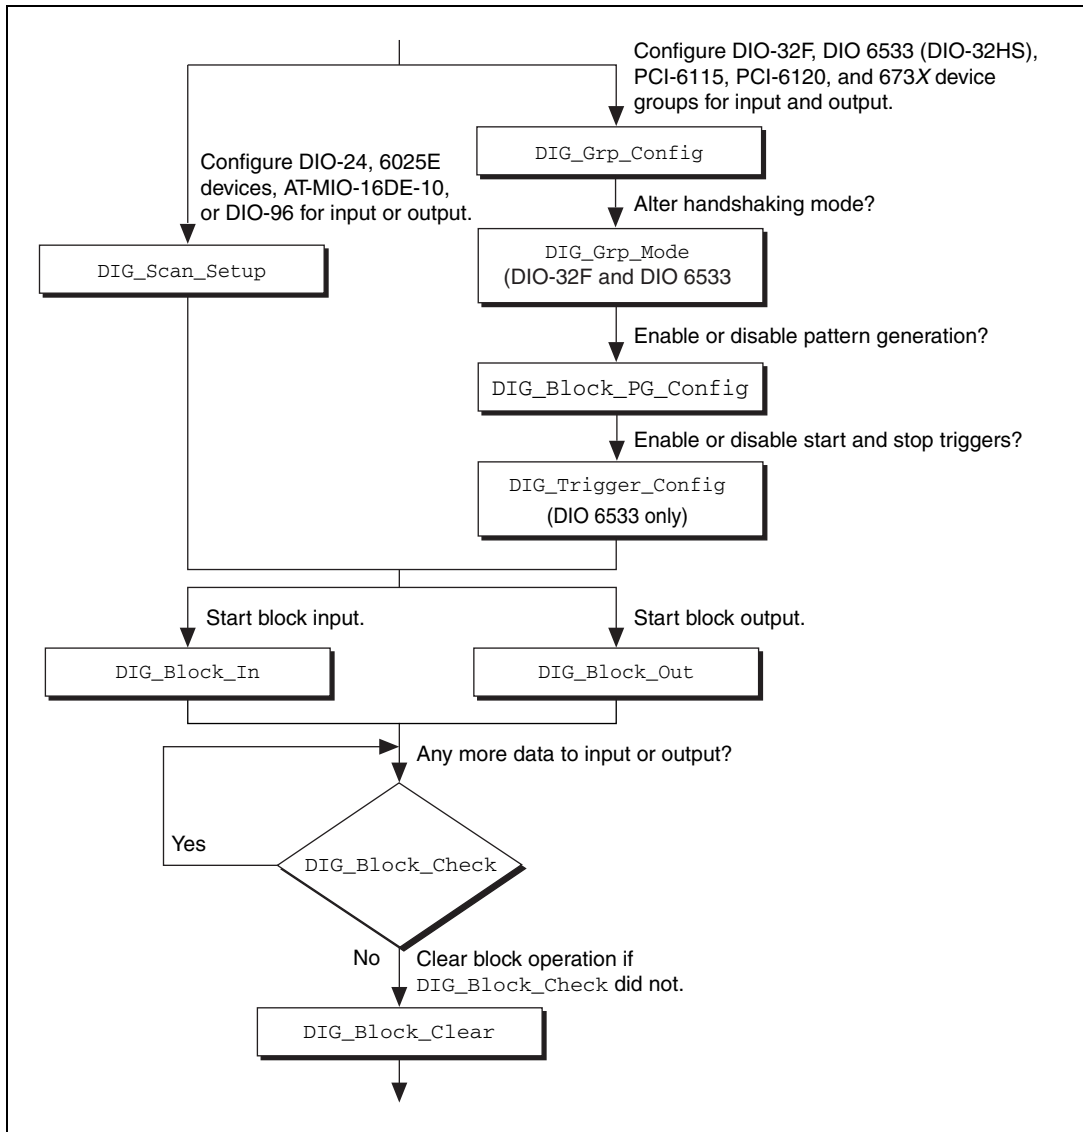 Configure DIO-32F, DIO 6533 (DIO-32HS),
PCI-6115, PCI-6120, and 673X device
groups for input and output.
DIG_Grp_Config
Configure DIO-24, 6025E
devices, AT-MIO-16DE-10,
or DIO-96 for input or output.
DIG_Scan_Setup
Alter handshaking mode?
DIG_Grp_Mode
(DIO-32F and DIO 6533
Enable or disable pattern generation?
DIG_Block_PG_Config
Enable or disable start and stop triggers?
DIG_Trigger_Config
(DIO 6533 only)
Start block input.
Start block output.
DIG_Block_In
DIG_Block_Out
Any more data to input or output?
Yes
DIG_Block_Check
No
Clear block operation if
DIG_Block_Check did not.
DIG_Block_Clear